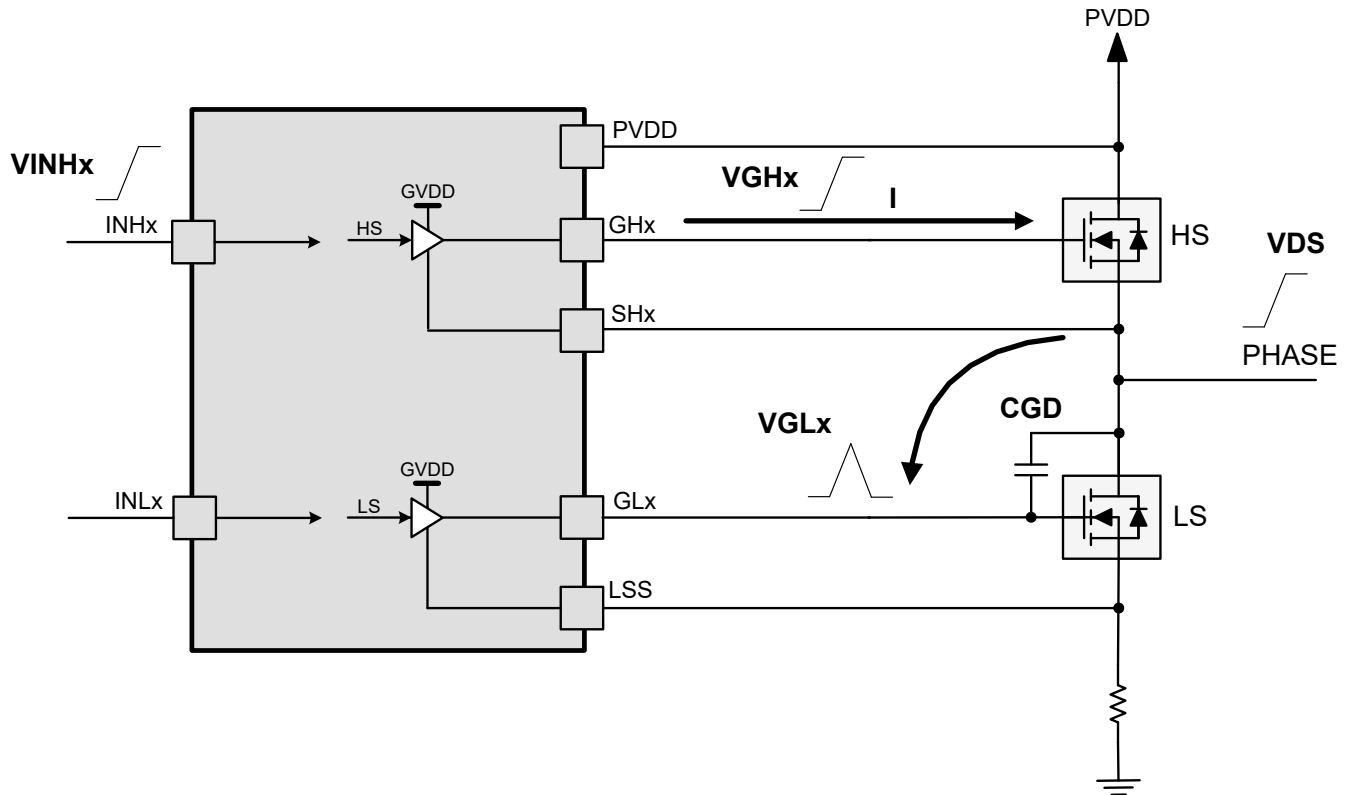 PVDD
PVDD
VINHx
VGHx
I
GVDD
INHx
HS
GHx
HS
VDS
SHx
PHASE
CGD
VGLx
GVDD
INLx
LS
GLx
LS
LSS